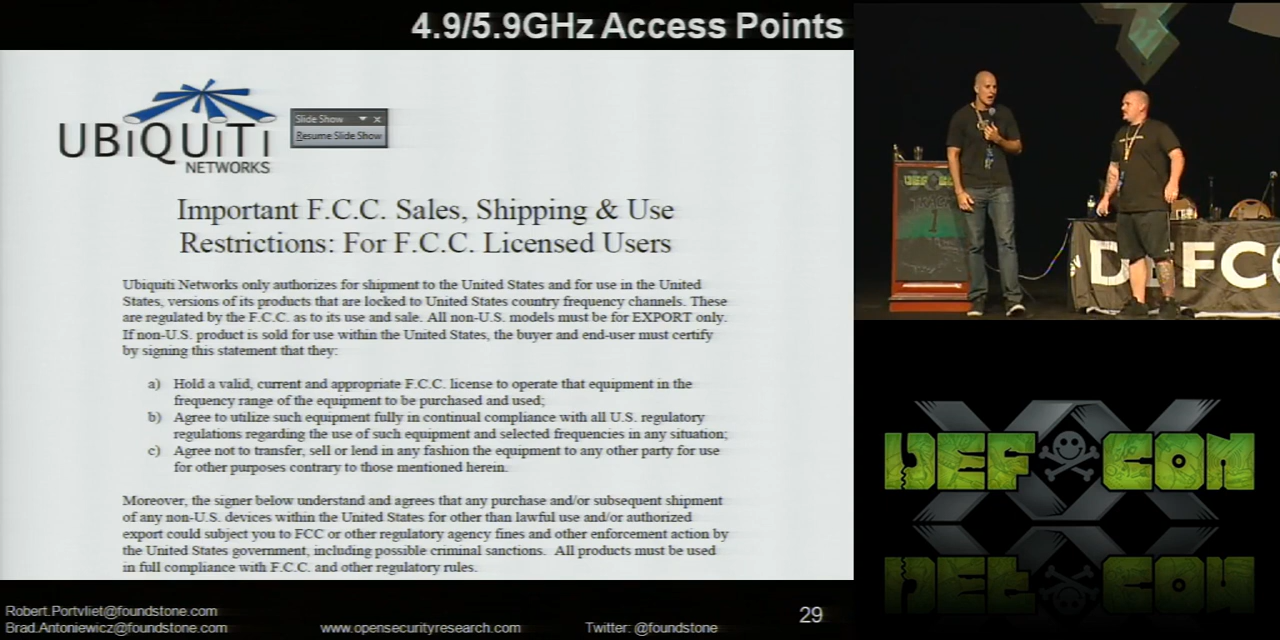 4.9/5.9GHz Access Points
UBiQUiTi
NETWORKS
Slide Show
Resume Slide Show
Important F.C.C. Sales, Shipping & Use
Restrictions: For F.C.C. Licensed Users
Ubiquiti Networks only authorizes for shipment to the United States and for use in the United
States, versions of its products that are locked to United States country frequency channels. These
are regulated by the F.C.C. as to its use and sale. All non-U.S. models must be for EXPORT only.
If non-U.S. product is sold for use within the United States, the buyer and end-user must certify
by signing this statement that they:
a) Hold a valid, current and appropriate F.C.C. license to operate that equipment in the
frequency range of the equipment to be purchased and used;
b) Agree to utilize such equipment fully in continual compliance with all U.S. regulatory
regulations regarding the use of such equipment and selected frequencies in any situation;
c) Agree not to transfer, sell or lend in any fashion the equipment to any other party for use
for other purposes contrary to those mentioned herein.
Moreover, the signer below understand and agrees that any purchase and/or subsequent shipment
of any non-U.S. devices within the United States for other than lawful use and/or authorized
export could subject you to FCC or other regulatory agency fines and other enforcement action by
the United States government, including possible criminal sanctions. All products must be used
in full compliance with F.C.C. and other regulatory rules.
Robert.Portvliet@foundstone.com
Brad.Antoniewicz@foundstone.com
www.opensecurityresearch.com
Twitter: @foundstone
29
DEFCO
XX
DEF CON